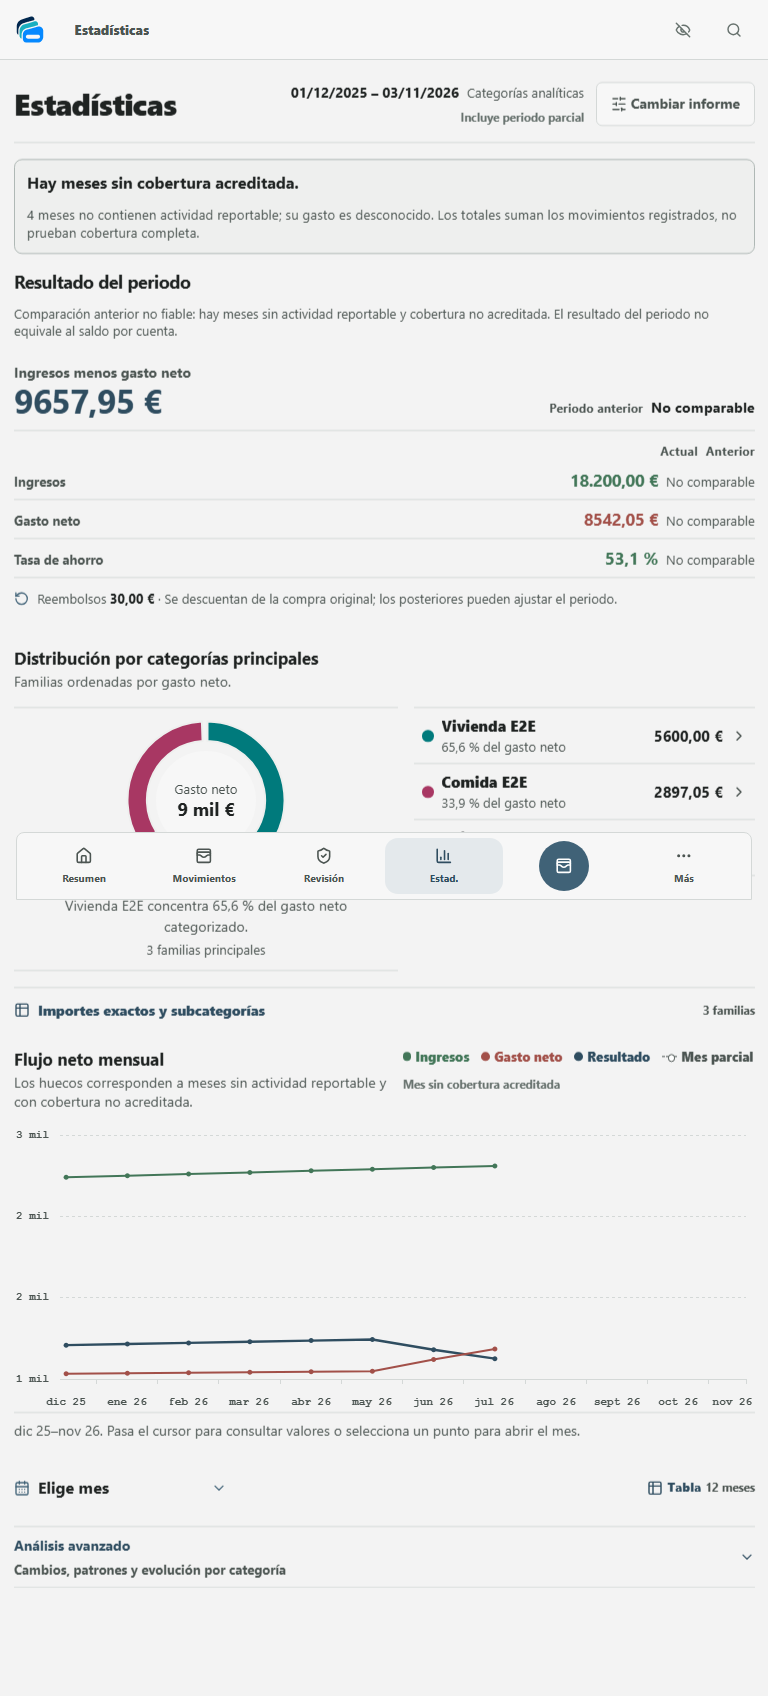 Estadísticas
Estadísticas
01/12/2025 – 03/11/2026 Categorías analíticas
Incluye periodo parcial
Cambiar informe
Hay meses sin cobertura acreditada.
4 meses no contienen actividad reportable; su gasto es desconocido. Los totales suman los movimientos registrados, no
prueban cobertura completa.
Resultado del periodo
Comparación anterior no fiable: hay meses sin actividad reportable y cobertura no acreditada. El resultado del periodo no
equivale al saldo por cuenta.
Ingresos menos gasto neto
9657,95 €
Periodo anterior No comparable
Actual Anterior
Ingresos 18.200,00 € No comparable
Gasto neto 8542,05 € No comparable
Tasa de ahorro 53,1 % No comparable
Reembolsos 30,00 € · Se descuentan de la compra original; los posteriores pueden ajustar el periodo.
Distribución por categorías principales
Familias ordenadas por gasto neto.
Gasto neto
9 mil €
Vivienda E2E
65,6 % del gasto neto
5600,00 €
Comida E2E
33,9 % del gasto neto
2897,05 €
Resumen
Movimientos
Revisión
Estad.
Más
Vivienda E2E concentra 65,6 % del gasto neto
categorizado.
3 familias principales
Importes exactos y subcategorías
3 familias
Flujo neto mensual
Los huecos corresponden a meses sin actividad reportable y
con cobertura no acreditada.
Ingresos Gasto neto Resultado Mes parcial
Mes sin cobertura acreditada
3 mil
2 mil
2 mil
1 mil
dic 25 ene 26 feb 26 mar 26 abr 26 may 26 jun 26 jul 26 ago 26 sept 26 oct 26 nov 26
dic 25–nov 26. Pasa el cursor para consultar valores o selecciona un punto para abrir el mes.
Elige mes
Tabla 12 meses
Análisis avanzado
Cambios, patrones y evolución por categoría